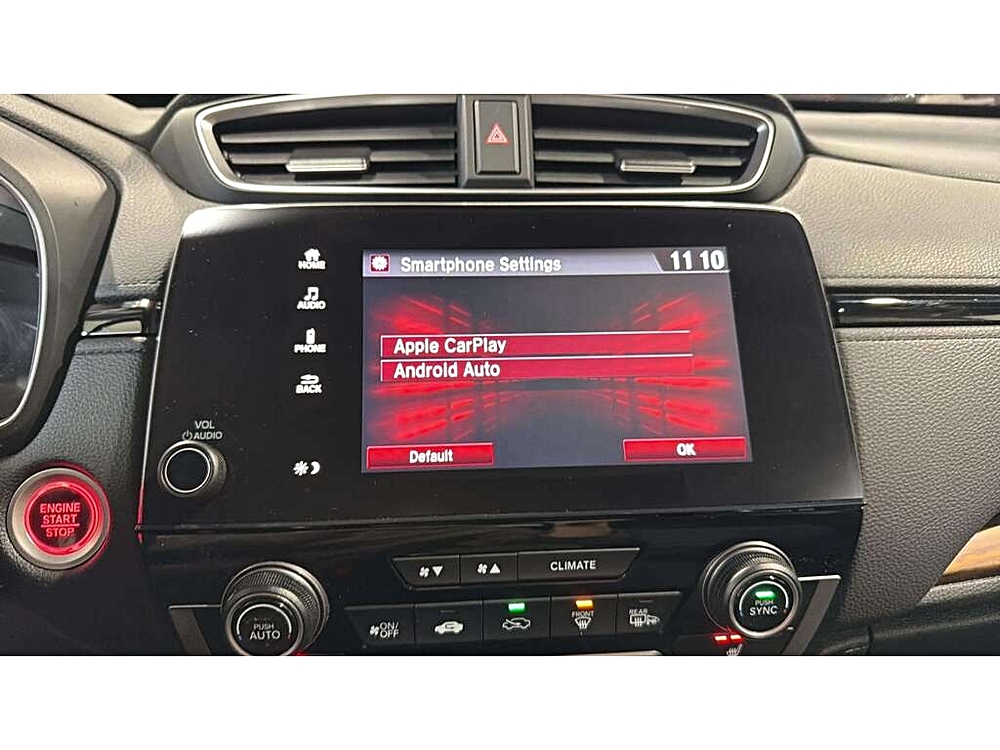 HOME
Smartphone Settings
11 10
AUDIO
PHONE
Apple CarPlay
Android Auto
BACK
VOL
AUDIO
Default
OK
ENGINE
START
STOP
CLIMATE
PUSH
AUTO
ON/
OFF
FRONT
REAR
PUSH
SYNC